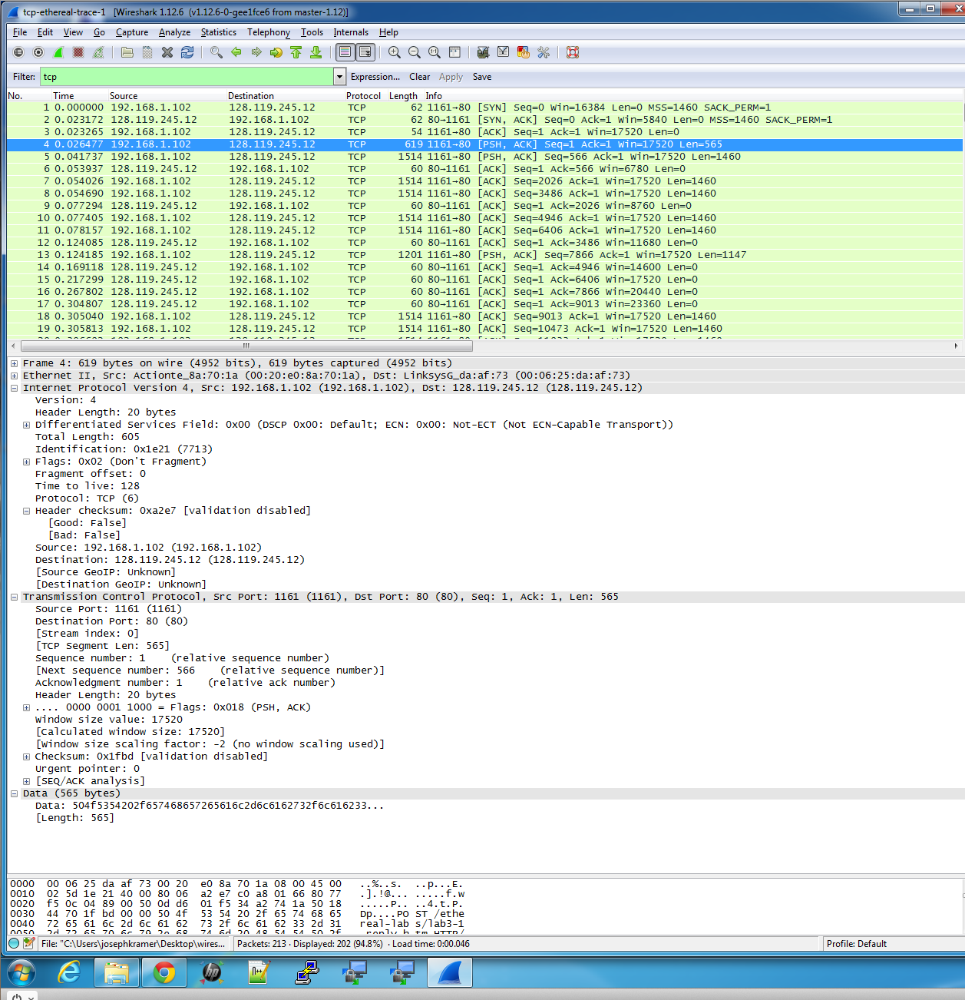 tcp-ethereal-trace-1   [Wireshark 1.12.6  (v1.12.6-0-gee1fce6 from master-1.12)]
File Edit View Go Capture Analyze Statistics Telephony Tools Internals Help
Filter: tcp Expression... Clear Apply Save
No. Time Source Destination Protocol Length Info
1 0.000000 192.168.1.102 128.119.245.12 TCP 62 1161→80 [SYN] Seq=0 Win=16384 Len=0 MSS=1460 SACK_PERM=1
2 0.023172 128.119.245.12 192.168.1.102 TCP 62 80→1161 [SYN, ACK] Seq=0 Ack=1 Win=5840 Len=0 MSS=1460 SACK_PERM=1
3 0.023265 192.168.1.102 128.119.245.12 TCP 54 1161→80 [ACK] Seq=1 Ack=1 Win=17520 Len=0
4 0.026477 192.168.1.102 128.119.245.12 TCP 619 1161→80 [PSH, ACK] Seq=1 Ack=1 Win=17520 Len=565
5 0.041737 192.168.1.102 128.119.245.12 TCP 1514 1161→80 [PSH, ACK] Seq=566 Ack=1 Win=17520 Len=1460
6 0.053937 128.119.245.12 192.168.1.102 TCP 60 80→1161 [ACK] Seq=1 Ack=566 Win=6780 Len=0
7 0.054026 192.168.1.102 128.119.245.12 TCP 1514 1161→80 [ACK] Seq=2026 Ack=1 Win=17520 Len=1460
8 0.054690 192.168.1.102 128.119.245.12 TCP 1514 1161→80 [ACK] Seq=3486 Ack=1 Win=17520 Len=1460
9 0.077294 128.119.245.12 192.168.1.102 TCP 60 80→1161 [ACK] Seq=1 Ack=2026 Win=8760 Len=0
10 0.077405 192.168.1.102 128.119.245.12 TCP 1514 1161→80 [ACK] Seq=4946 Ack=1 Win=17520 Len=1460
11 0.078157 192.168.1.102 128.119.245.12 TCP 1514 1161→80 [ACK] Seq=6406 Ack=1 Win=17520 Len=1460
12 0.124085 128.119.245.12 192.168.1.102 TCP 60 80→1161 [ACK] Seq=1 Ack=3486 Win=11680 Len=0
13 0.124185 192.168.1.102 128.119.245.12 TCP 1201 1161→80 [PSH, ACK] Seq=7866 Ack=1 Win=17520 Len=1147
14 0.169118 128.119.245.12 192.168.1.102 TCP 60 80→1161 [ACK] Seq=1 Ack=4946 Win=14600 Len=0
15 0.217299 128.119.245.12 192.168.1.102 TCP 60 80→1161 [ACK] Seq=1 Ack=6406 Win=17520 Len=0
16 0.267802 128.119.245.12 192.168.1.102 TCP 60 80→1161 [ACK] Seq=1 Ack=7866 Win=20440 Len=0
17 0.304807 128.119.245.12 192.168.1.102 TCP 60 80→1161 [ACK] Seq=1 Ack=9013 Win=23360 Len=0
18 0.305040 192.168.1.102 128.119.245.12 TCP 1514 1161→80 [ACK] Seq=9013 Ack=1 Win=17520 Len=1460
19 0.305813 192.168.1.102 128.119.245.12 TCP 1514 1161→80 [ACK] Seq=10473 Ack=1 Win=17520 Len=1460
Frame 4: 619 bytes on wire (4952 bits), 619 bytes captured (4952 bits)
Ethernet II, Src: Actionte_8a:70:1a (00:20:e0:8a:70:1a), Dst: LinksysG_da:af:73 (00:06:25:da:af:73)
Internet Protocol Version 4, Src: 192.168.1.102 (192.168.1.102), Dst: 128.119.245.12 (128.119.245.12)
Version: 4
Header Length: 20 bytes
Differentiated Services Field: 0x00 (DSCP 0x00: Default; ECN: 0x00: Not-ECT (Not ECN-Capable Transport))
Total Length: 605
Identification: 0x1e21 (7713)
Flags: 0x02 (Don't Fragment)
Fragment offset: 0
Time to live: 128
Protocol: TCP (6)
Header checksum: 0xa2e7 [validation disabled]
[Good: False]
[Bad: False]
Source: 192.168.1.102 (192.168.1.102)
Destination: 128.119.245.12 (128.119.245.12)
[Source GeoIP: Unknown]
[Destination GeoIP: Unknown]
Transmission Control Protocol, Src Port: 1161 (1161), Dst Port: 80 (80), Seq: 1, Ack: 1, Len: 565
Source Port: 1161 (1161)
Destination Port: 80 (80)
[Stream index: 0]
[TCP Segment Len: 565]
Sequence number: 1    (relative sequence number)
[Next sequence number: 566    (relative sequence number)]
Acknowledgment number: 1    (relative ack number)
Header Length: 20 bytes
.... 0000 0001 1000 = Flags: 0x018 (PSH, ACK)
Window size value: 17520
[Calculated window size: 17520]
[Window size scaling factor: -2 (no window scaling used)]
Checksum: 0x1fbd [validation disabled]
Urgent pointer: 0
[SEQ/ACK analysis]
Data (565 bytes)
Data: 504f5354202f657468657265616c2d6c6162732f6c616233...
[Length: 565]
0000  00 06 25 da af 73 00 20  e0 8a 70 1a 08 00 45 00   ..%..s.  ..p...E.
0010  02 5d 1e 21 40 00 80 06  a2 e7 c0 a8 01 66 80 77   .].!@... .....f.w
0020  f5 0c 04 89 00 50 0d d6  01 f5 34 a2 74 1a 50 18   .....P.. ..4.t.P.
0030  44 70 1f bd 00 00 50 4f  53 54 20 2f 65 74 68 65   Dp....PO ST /ethe
0040  72 65 61 6c 2d 6c 61 62  73 2f 6c 61 62 33 2d 31   real-lab s/lab3-1
0050  2d 72 65 70 6c 79 2e 68  74 6d 20 48 54 54 50 2f   -reply.h tm HTTP/
File: "C:\Users\josephkramer\Desktop\wires... Packets: 213 · Displayed: 202 (94.8%) · Load time: 0:00.046 Profile: Default
hp